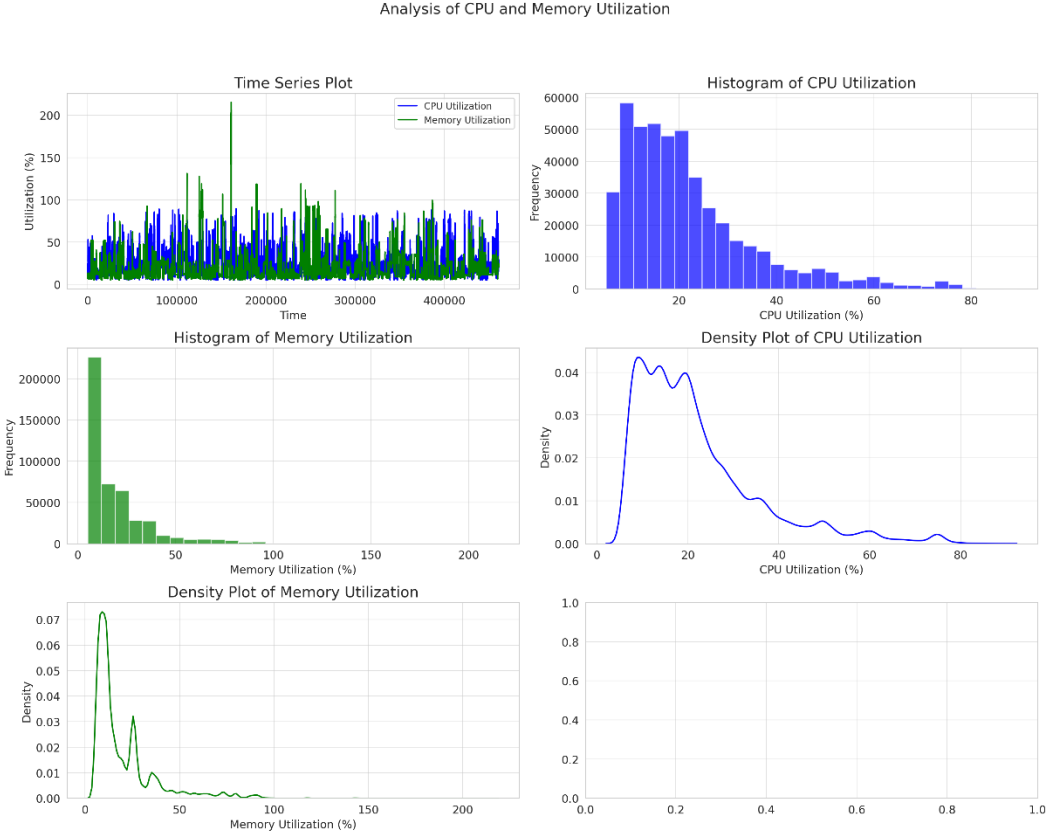 Analysis of CPU and Memory Utilization
Time Series Plot
Utilization (%)
200
150
100
50
0
CPU Utilization
Memory Utilization
0 100000 200000 300000 400000
Time
Histogram of CPU Utilization
Frequency
60000
50000
40000
30000
20000
10000
0
20 40 60 80
CPU Utilization (%)
Histogram of Memory Utilization
Frequency
200000
150000
100000
50000
0
0 50 100 150 200
Memory Utilization (%)
Density Plot of CPU Utilization
Density
0.04
0.03
0.02
0.01
0.00
0 20 40 60 80
CPU Utilization (%)
Density Plot of Memory Utilization
Density
0.07
0.06
0.05
0.04
0.03
0.02
0.01
0.00
0 50 100 150 200
Memory Utilization (%)
1.0
0.8
0.6
0.4
0.2
0.0
0.0 0.2 0.4 0.6 0.8 1.0